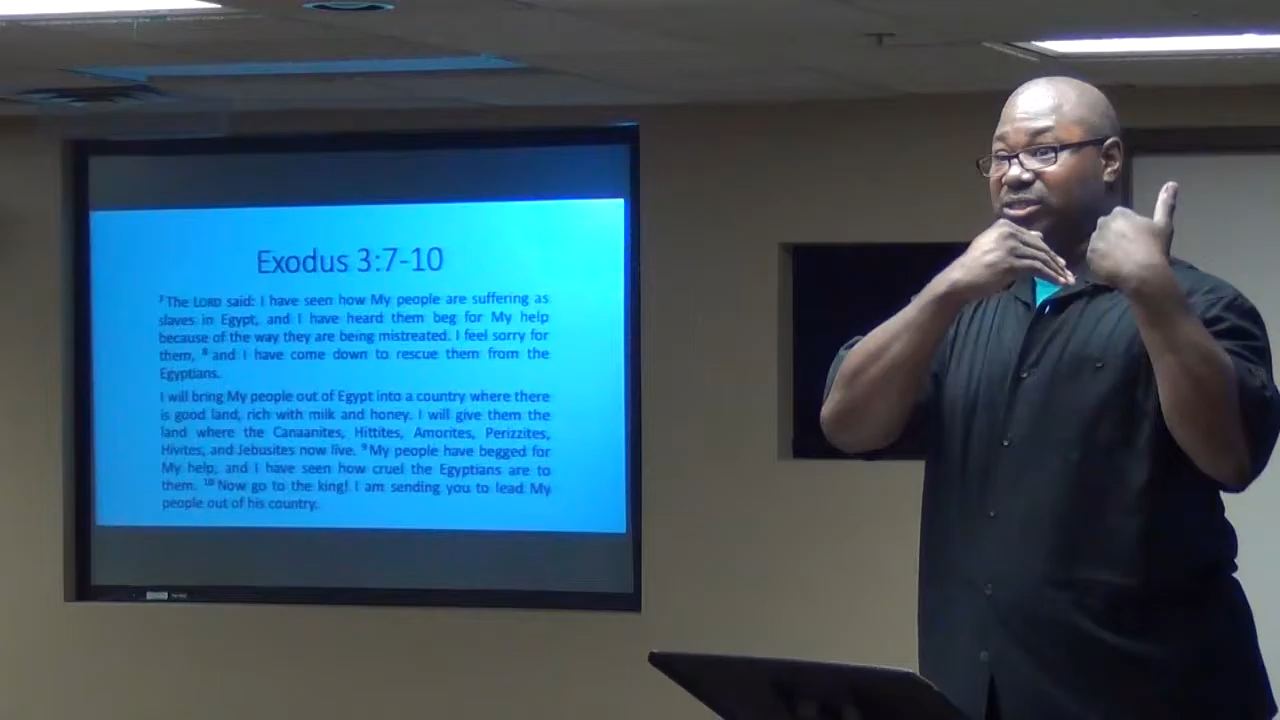 Exodus 3:7-10
⁷The LORD said: I have seen how My people are suffering as
slaves in Egypt, and I have heard them beg for My help
because of the way they are being mistreated. I feel sorry for
them, ⁸ and I have come down to rescue them from the
Egyptians.
I will bring My people out of Egypt into a country where there
is good land, rich with milk and honey. I will give them the
land where the Canaanites, Hittites, Amorites, Perizzites,
Hivites, and Jebusites now live. ⁹My people have begged for
My help, and I have seen how cruel the Egyptians are to
them. ¹⁰ Now go to the king! I am sending you to lead My
people out of his country.